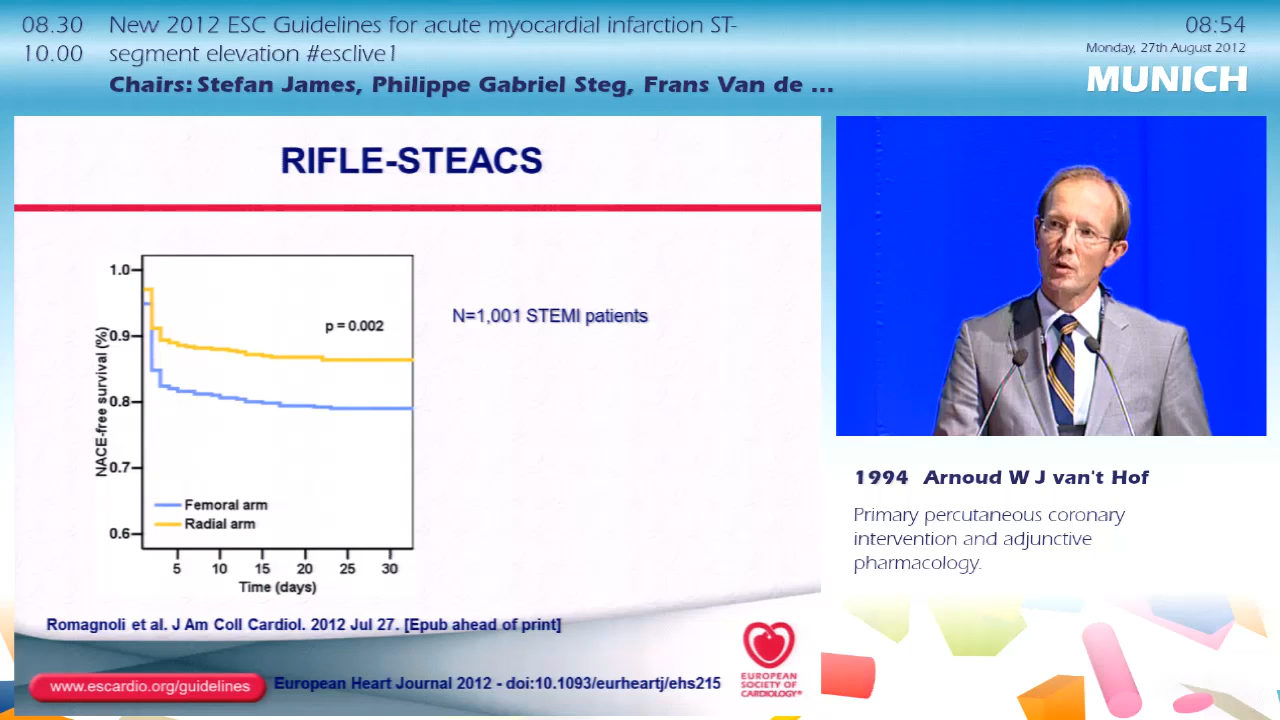 08.30 New 2012 ESC Guidelines for acute myocardial infarction ST-
10.00 segment elevation #esclive1
Chairs: Stefan James, Philippe Gabriel Steg, Frans Van de ...
08:54
Monday, 27th August 2012
MUNICH
RIFLE-STEACS
NACE-free survival (%)
1.0
0.9
0.8
0.7
0.6
p = 0.002
Femoral arm
Radial arm
5 10 15 20 25 30
Time (days)
N=1,001 STEMI patients
Romagnoli et al. J Am Coll Cardiol. 2012 Jul 27. [Epub ahead of print]
www.escardio.org/guidelines
European Heart Journal 2012 - doi:10.1093/eurheartj/ehs215
EUROPEAN
SOCIETY OF
CARDIOLOGY®
1994 Arnoud W J van't Hof
Primary percutaneous coronary
intervention and adjunctive
pharmacology.